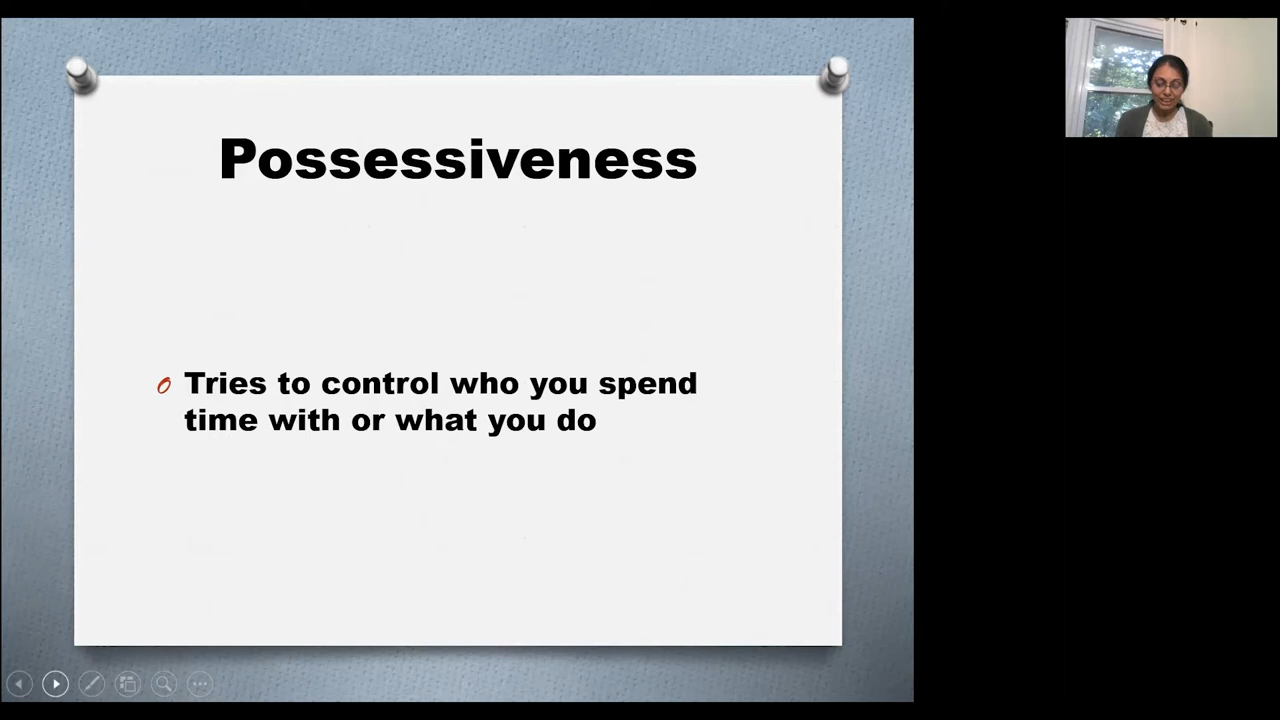 Possessiveness
Tries to control who you spend
time with or what you do